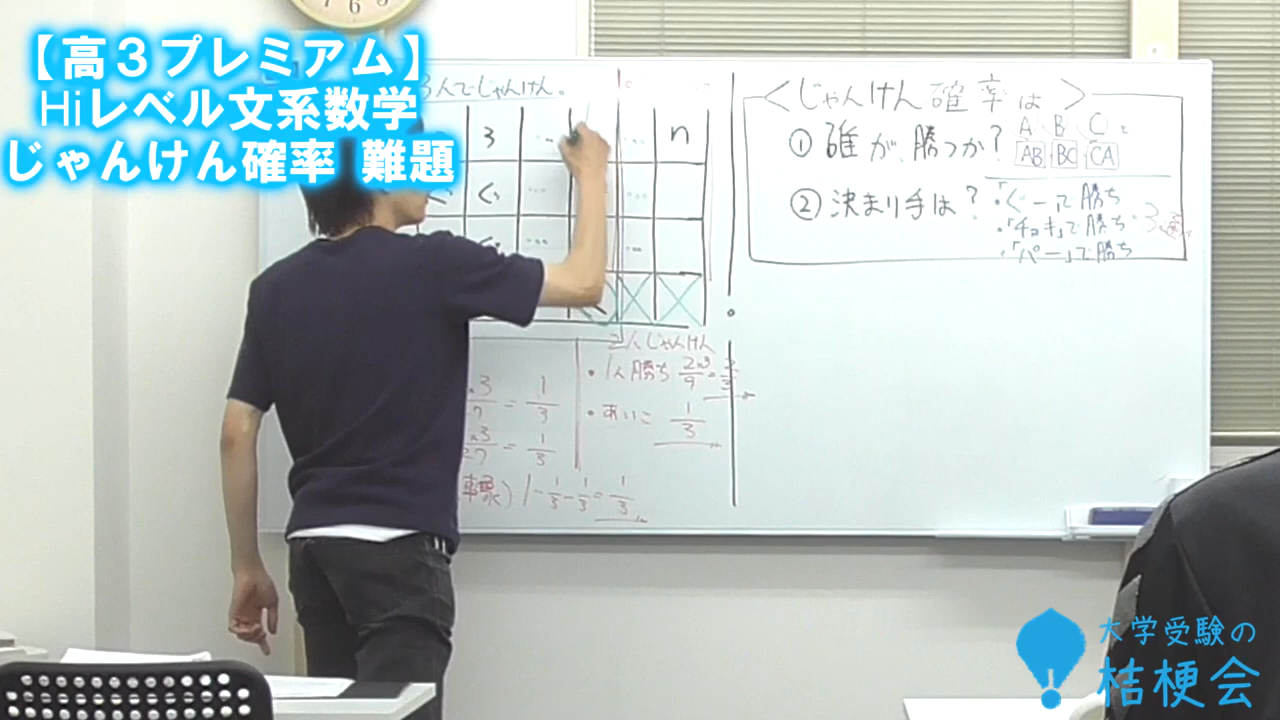 【高3プレミアム】
Hiレベル文系数学
じゃんけん確率 難題
3人でじゃんけん。
3 … … n
ぐ … …
… …
2人じゃんけん
・1人勝ち 2×3/9 = 2/3
・あいこ 1/3
×3/27 = 1/3
×3/27 = 1/3
1-1/3-1/3=1/3
<じゃんけん確率は>
① 誰が、勝つか? A B C
AB BC CA
② 決まり手は?
・「ぐー」で勝ち
・「チョキ」で勝ち
・「パー」で勝ち
3通り
大学受験の
桔梗会